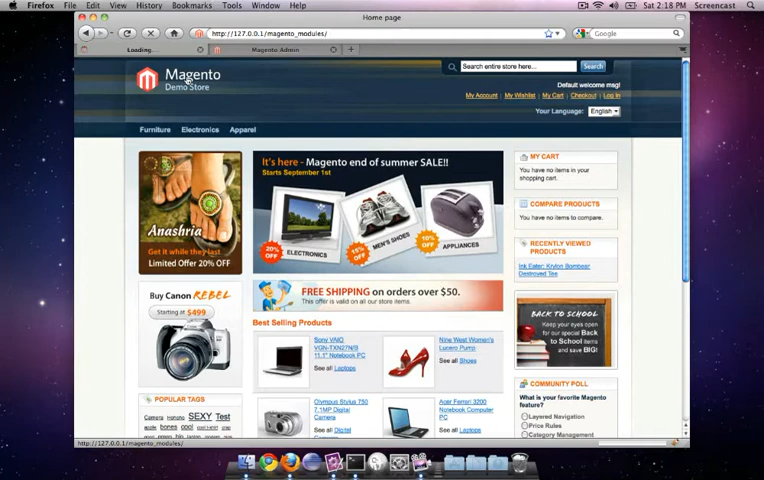 Firefox File Edit View History Bookmarks Tools Window Help
Sat 2:18 PM Screencast
Home page
http://127.0.0.1/magento_modules/
Google
Loading...
Magento Admin
Magento
Demo Store
Search entire store here...
Search
Default welcome msg!
My Account My Wishlist My Cart Checkout Log In
Your Language: English
Furniture Electronics Apparel
Anashria
Get it while they last
Limited Offer 20% OFF
It's here - Magento end of summer SALE!!
Starts September 1st
20% OFF
ELECTRONICS
15% OFF
MEN'S SHOES
10% OFF
APPLIANCES
MY CART
You have no items in your
shopping cart.
COMPARE PRODUCTS
You have no items to compare.
RECENTLY VIEWED
PRODUCTS
Ink Eater: Krylon Bombear
Destroyed Tee
FREE SHIPPING on orders over $50.
This offer is valid on all our store items.
Buy Canon REBEL
Starting at $499
Best Selling Products
Sony VAIO
VGN-TXN27N/B
11.1" Notebook PC
See all Laptops
Nine West Women's
Lucero Pump
See all Shoes
Olympus Stylus 750
7.1MP Digital
Camera
See all Digital
Acer Ferrari 3200
Notebook Computer
PC
See all Laptops
BACK TO SCHOOL
Keep your eyes open
for our special Back
to School items
and save BIG!
POPULAR TAGS
Camera SEXY Test
bones cool
COMMUNITY POLL
What is your favorite Magento
feature?
Layered Navigation
Price Rules
Category Management
http://127.0.0.1/magento_modules/